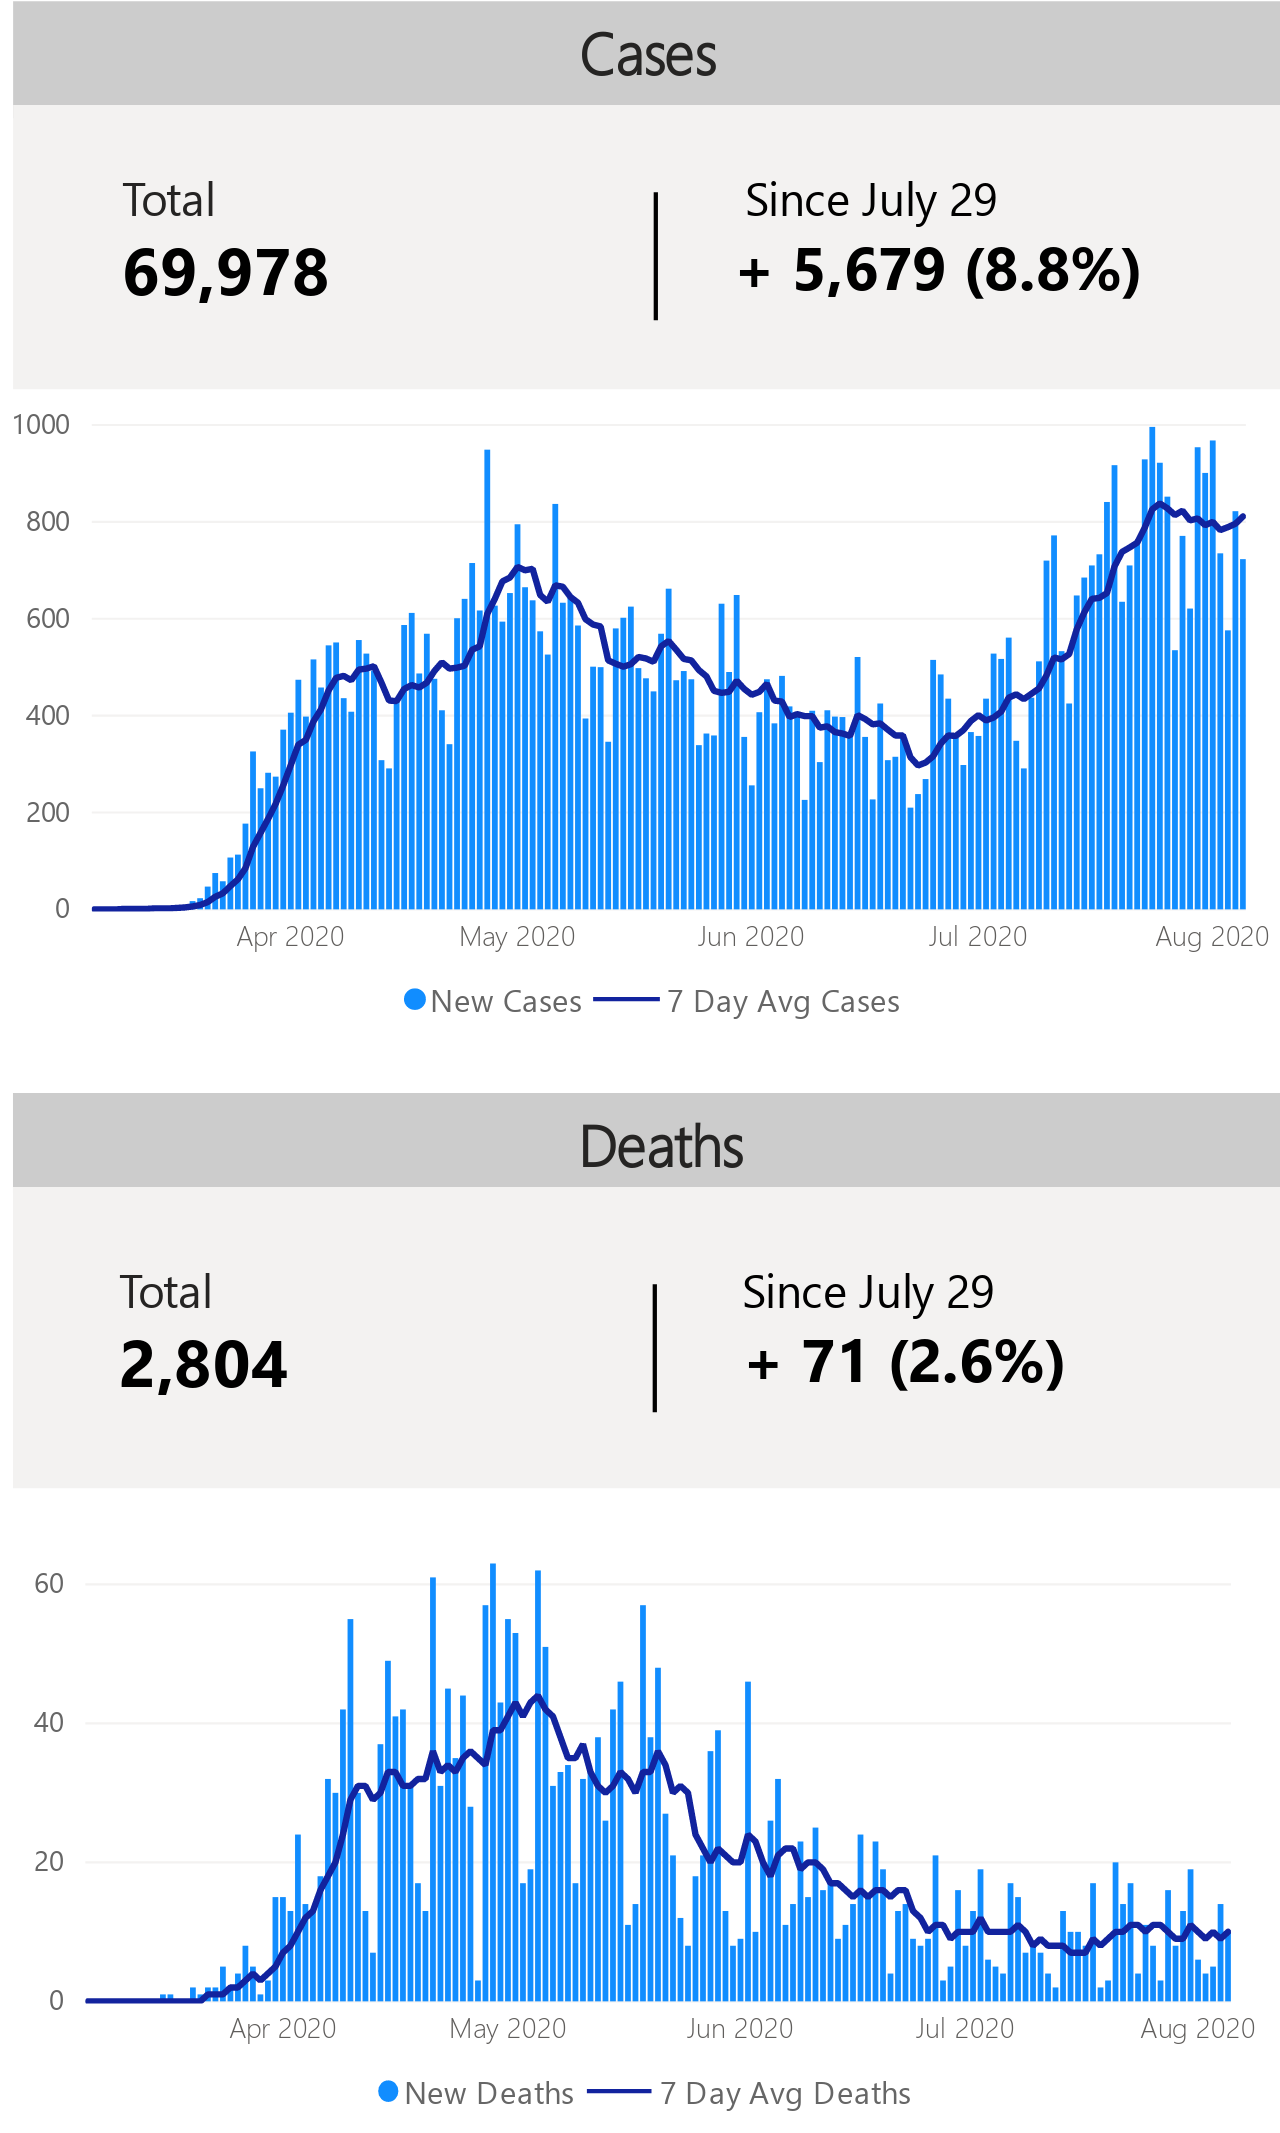 Cases
Total
Since July 29
69,978
+ 5,679 (8.8%)
1000
800
600
400
200
0
Apr 2020
May 2020
Jun 2020
Jul 2020
Aug 2020
New Cases
7 Day Avg Cases
Deaths
Total
Since July 29
2,804
+ 71 (2.6%)
60
40
20
0
Apr 2020
May 2020
Jun 2020
Jul 2020
Aug 2020
New Deaths
7 Day Avg Deaths